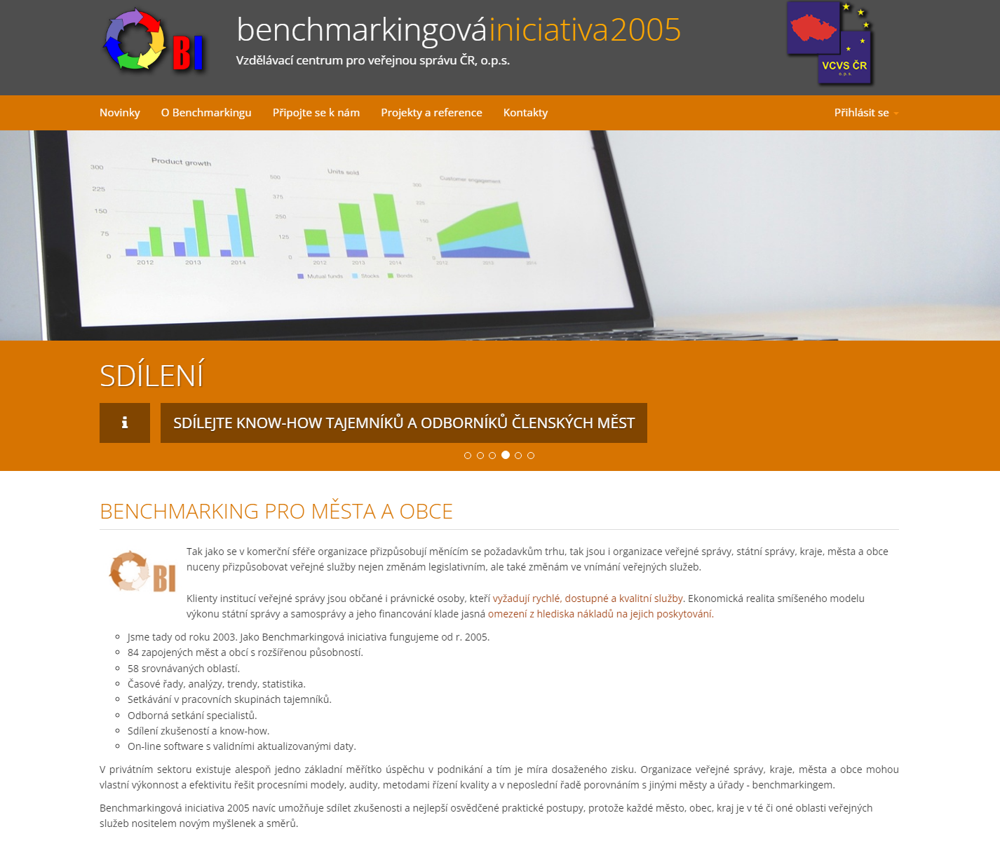 BI
benchmarkingová iniciativa 2005
Vzdělávací centrum pro veřejnou správu ČR, o.p.s.
VCVS ČR
o.p.s.
Novinky
O Benchmarkingu
Připojte se k nám
Projekty a reference
Kontakty
Přihlásit se
Product growth
300
225
150
75
0
2012
2013
2014
Units sold
500
375
250
125
0
2012
2013
2014
Customer engagement
300
225
150
75
0
2012
2013
2014
Mutual funds
Stocks
Bonds
SDÍLENÍ
SDÍLEJTE KNOW-HOW TAJEMNÍKŮ A ODBORNÍKŮ ČLENSKÝCH MĚST
BENCHMARKING PRO MĚSTA A OBCE
BI
Tak jako se v komerční sféře organizace přizpůsobují měnícím se požadavkům trhu, tak jsou i organizace veřejné správy, státní správy, kraje, města a obce
nuceny přizpůsobovat veřejné služby nejen změnám legislativním, ale také změnám ve vnímání veřejných služeb.
Klienty institucí veřejné správy jsou občané i právnické osoby, kteří vyžadují rychlé, dostupné a kvalitní služby. Ekonomická realita smíšeného modelu
výkonu státní správy a samosprávy a jeho financování klade jasná omezení z hlediska nákladů na jejich poskytování.
Jsme tady od roku 2003. Jako Benchmarkingová iniciativa fungujeme od r. 2005.
84 zapojených měst a obcí s rozšířenou působností.
58 srovnávaných oblastí.
Časové řady, analýzy, trendy, statistika.
Setkávání v pracovních skupinách tajemníků.
Odborná setkání specialistů.
Sdílení zkušeností a know-how.
On-line software s validními aktualizovanými daty.
V privátním sektoru existuje alespoň jedno základní měřítko úspěchu v podnikání a tím je míra dosaženého zisku. Organizace veřejné správy, kraje, města a obce mohou
vlastní výkonnost a efektivitu řešit procesními modely, audity, metodami řízení kvality a v neposlední řadě porovnáním s jinými městy a úřady - benchmarkingem.
Benchmarkingová iniciativa 2005 navíc umožňuje sdílet zkušenosti a nejlepší osvědčené praktické postupy, protože každé město, obec, kraj je v té či oné oblasti veřejných
služeb nositelem novým myšlenek a směrů.